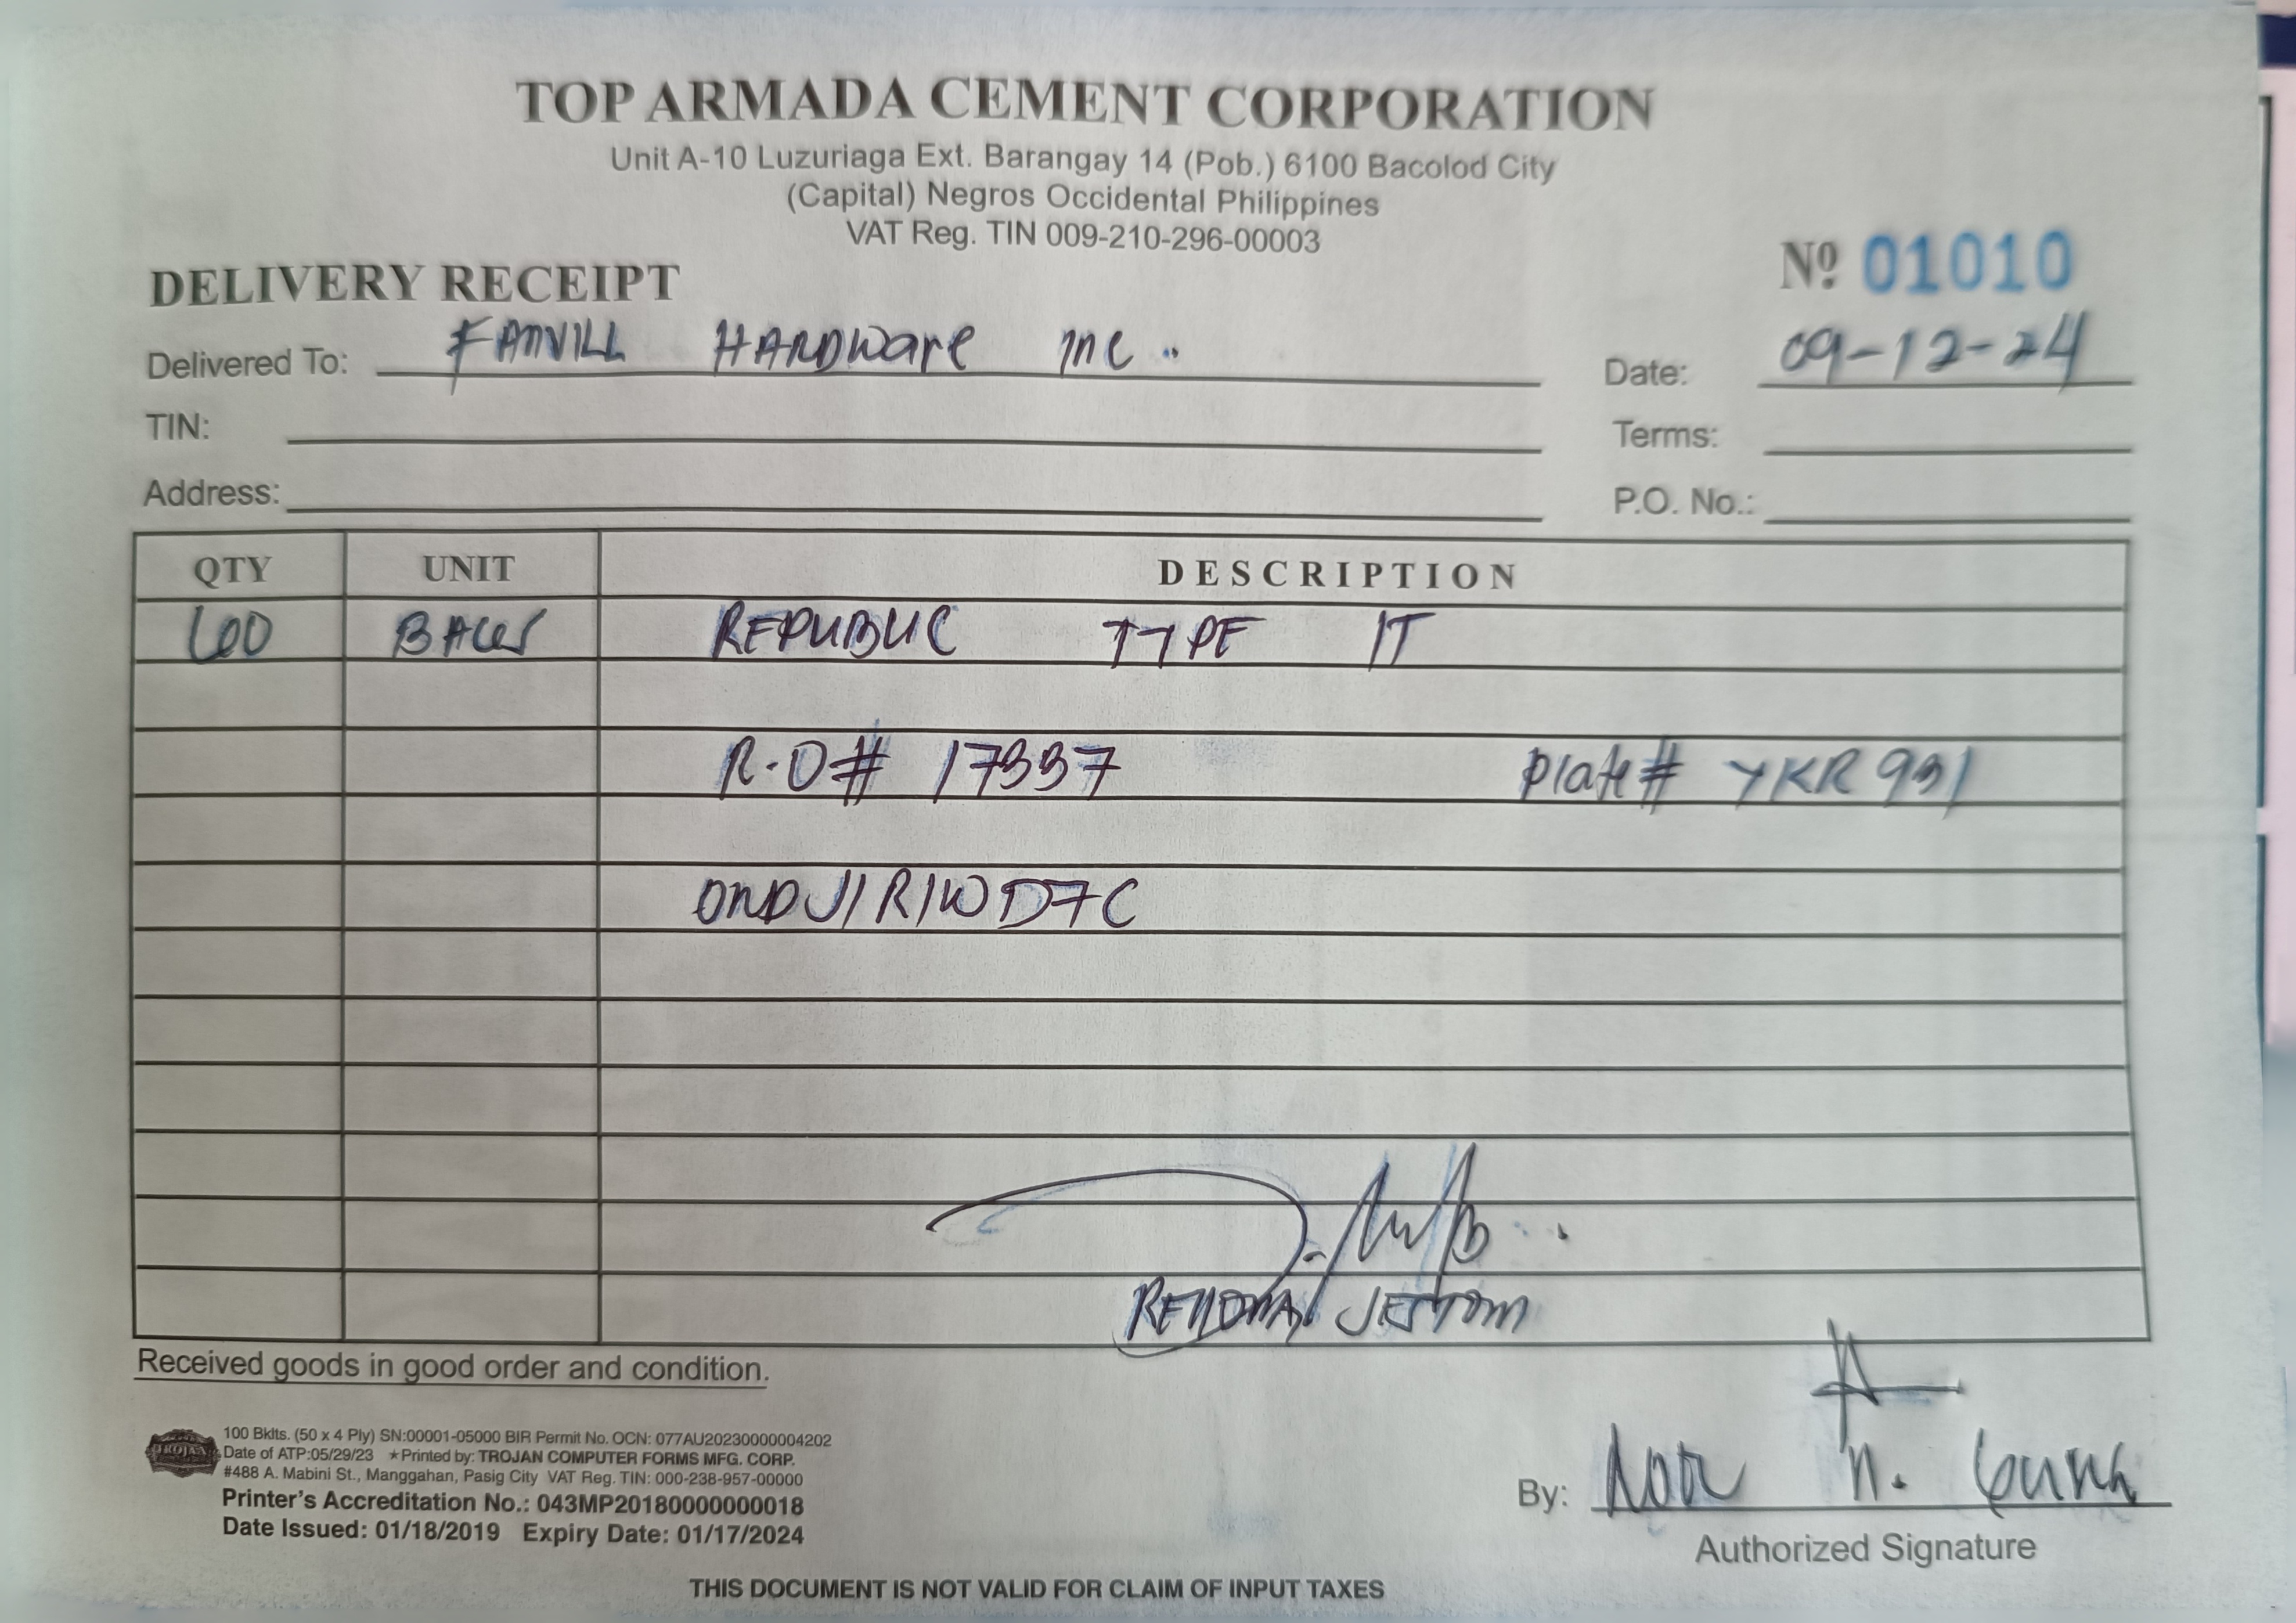 TOP ARMADA CEMENT CORPORATION
Unit A-10 Luzuriaga Ext. Barangay 14 (Pob.) 6100 Bacolod City
(Capital) Negros Occidental Philippines
VAT Reg. TIN 009-210-296-00003
DELIVERY RECEIPT Nº 01010
Delivered To: FAMVILL HARDware inc. Date: 09-12-24
TIN: Terms:
Address: P.O. No.:
QTY UNIT DESCRIPTION
600 BAGS REPUBLIC TYPE 1T
R.O# 17337 Plate# YKR 931
Received goods in good order and condition.
TROJAN
100 Bklts. (50 x 4 Ply) SN:00001-05000 BIR Permit No. OCN: 077AU20230000004202
Date of ATP:05/29/23 ★Printed by: TROJAN COMPUTER FORMS MFG. CORP.
#488 A. Mabini St., Manggahan, Pasig City VAT Reg. TIN: 000-238-957-00000
Printer's Accreditation No.: 043MP20180000000018
Date Issued: 01/18/2019 Expiry Date: 01/17/2024
By:
Authorized Signature
THIS DOCUMENT IS NOT VALID FOR CLAIM OF INPUT TAXES